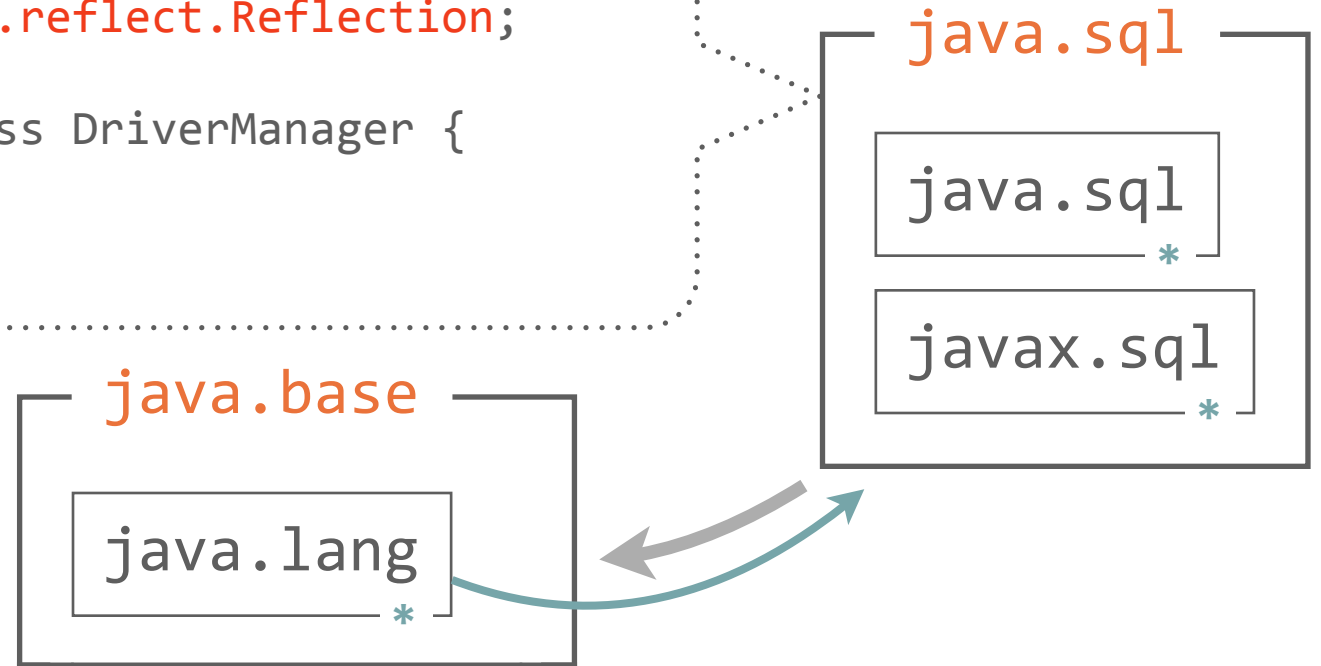 .reflect.Reflection;
ss DriverManager {
java.sql
java.sql
*
javax.sql
*
java.base
java.lang
*